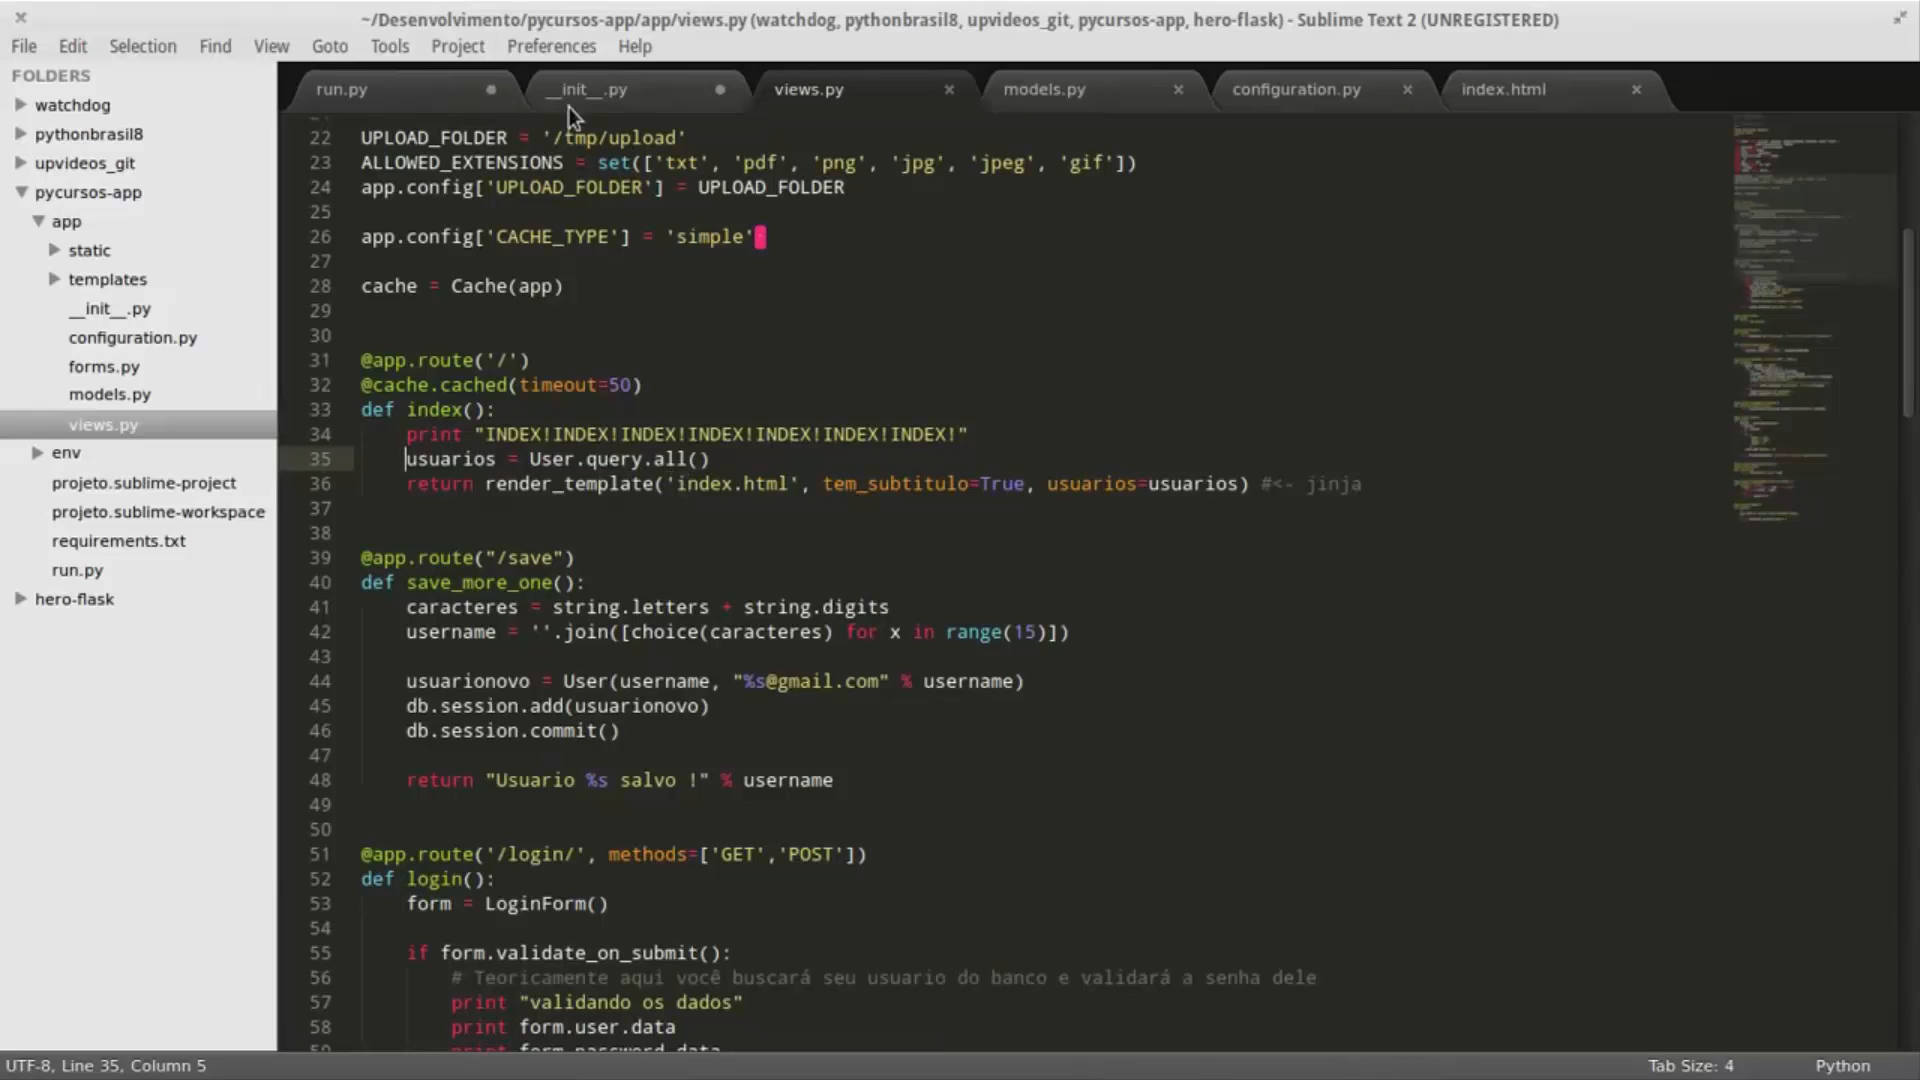 ~/Desenvolvimento/pycursos-app/app/views.py (watchdog, pythonbrasil8, upvideos_git, pycursos-app, hero-flask) - Sublime Text 2 (UNREGISTERED)
File Edit Selection Find View Goto Tools Project Preferences Help
FOLDERS
watchdog
pythonbrasil8
upvideos_git
pycursos-app
app
static
templates
__init__.py
configuration.py
forms.py
models.py
views.py
env
projeto.sublime-project
projeto.sublime-workspace
requirements.txt
run.py
hero-flask
run.py __init__.py views.py models.py configuration.py index.html
22 UPLOAD_FOLDER = '/tmp/upload'
23 ALLOWED_EXTENSIONS = set(['txt', 'pdf', 'png', 'jpg', 'jpeg', 'gif'])
24 app.config['UPLOAD_FOLDER'] = UPLOAD_FOLDER
25
26 app.config['CACHE_TYPE'] = 'simple'
27
28 cache = Cache(app)
29
30
31 @app.route('/')
32 @cache.cached(timeout=50)
33 def index():
34     print "INDEX!INDEX!INDEX!INDEX!INDEX!INDEX!INDEX!"
35     usuarios = User.query.all()
36     return render_template('index.html', tem_subtitulo=True, usuarios=usuarios) #<- jinja
37
38
39 @app.route("/save")
40 def save_more_one():
41     caracteres = string.letters + string.digits
42     username = ''.join([choice(caracteres) for x in range(15)])
43
44     usuarionovo = User(username, "%s@gmail.com" % username)
45     db.session.add(usuarionovo)
46     db.session.commit()
47
48     return "Usuario %s salvo !" % username
49
50
51 @app.route('/login/', methods=['GET','POST'])
52 def login():
53     form = LoginForm()
54
55     if form.validate_on_submit():
56         # Teoricamente aqui você buscará seu usuario do banco e validará a senha dele
57         print "validando os dados"
58         print form.user.data
59         print form.password.data
UTF-8, Line 35, Column 5 Tab Size: 4 Python